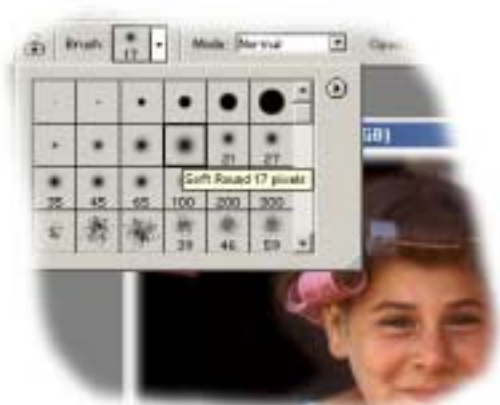 Brush: 17 Mode: Normal
GB)
21 27
Soft Round 17 pixels
35 45 65 100 200 300
39 46 59